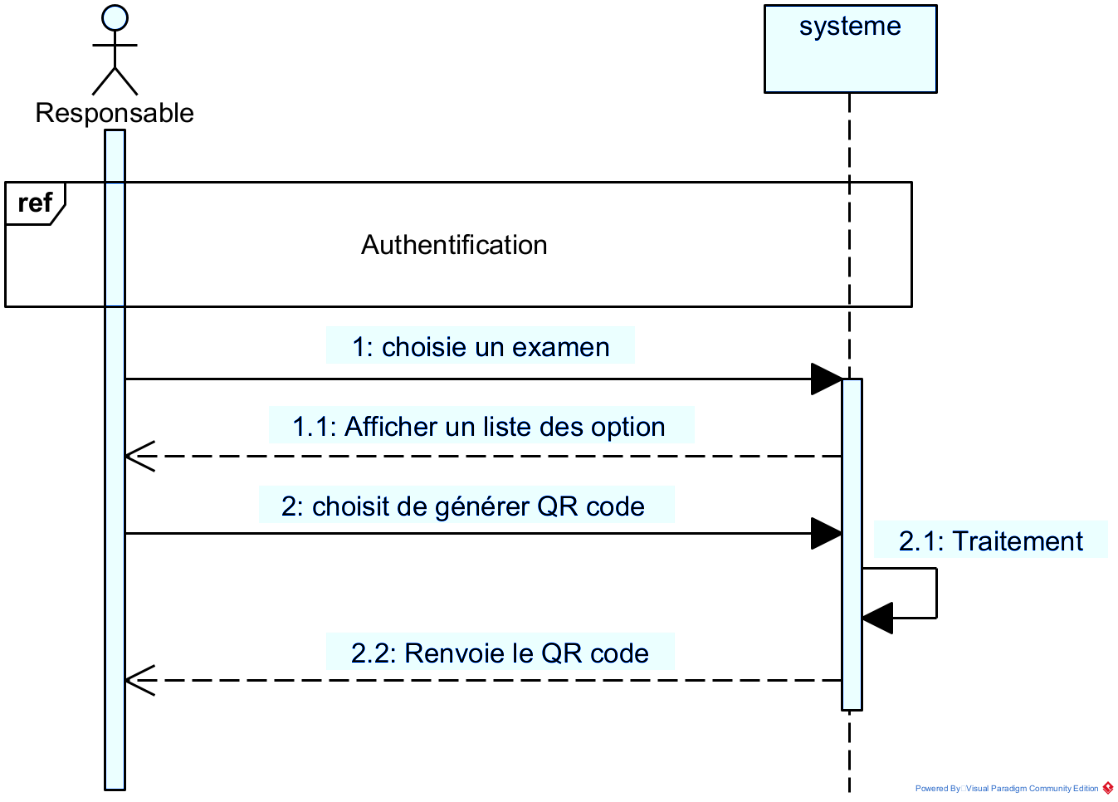 systeme
Responsable
ref
Authentification
1: choisie un examen
1.1: Afficher un liste des option
2: choisit de générer QR code
2.1: Traitement
2.2: Renvoie le QR code
Powered By Visual Paradigm Community Edition